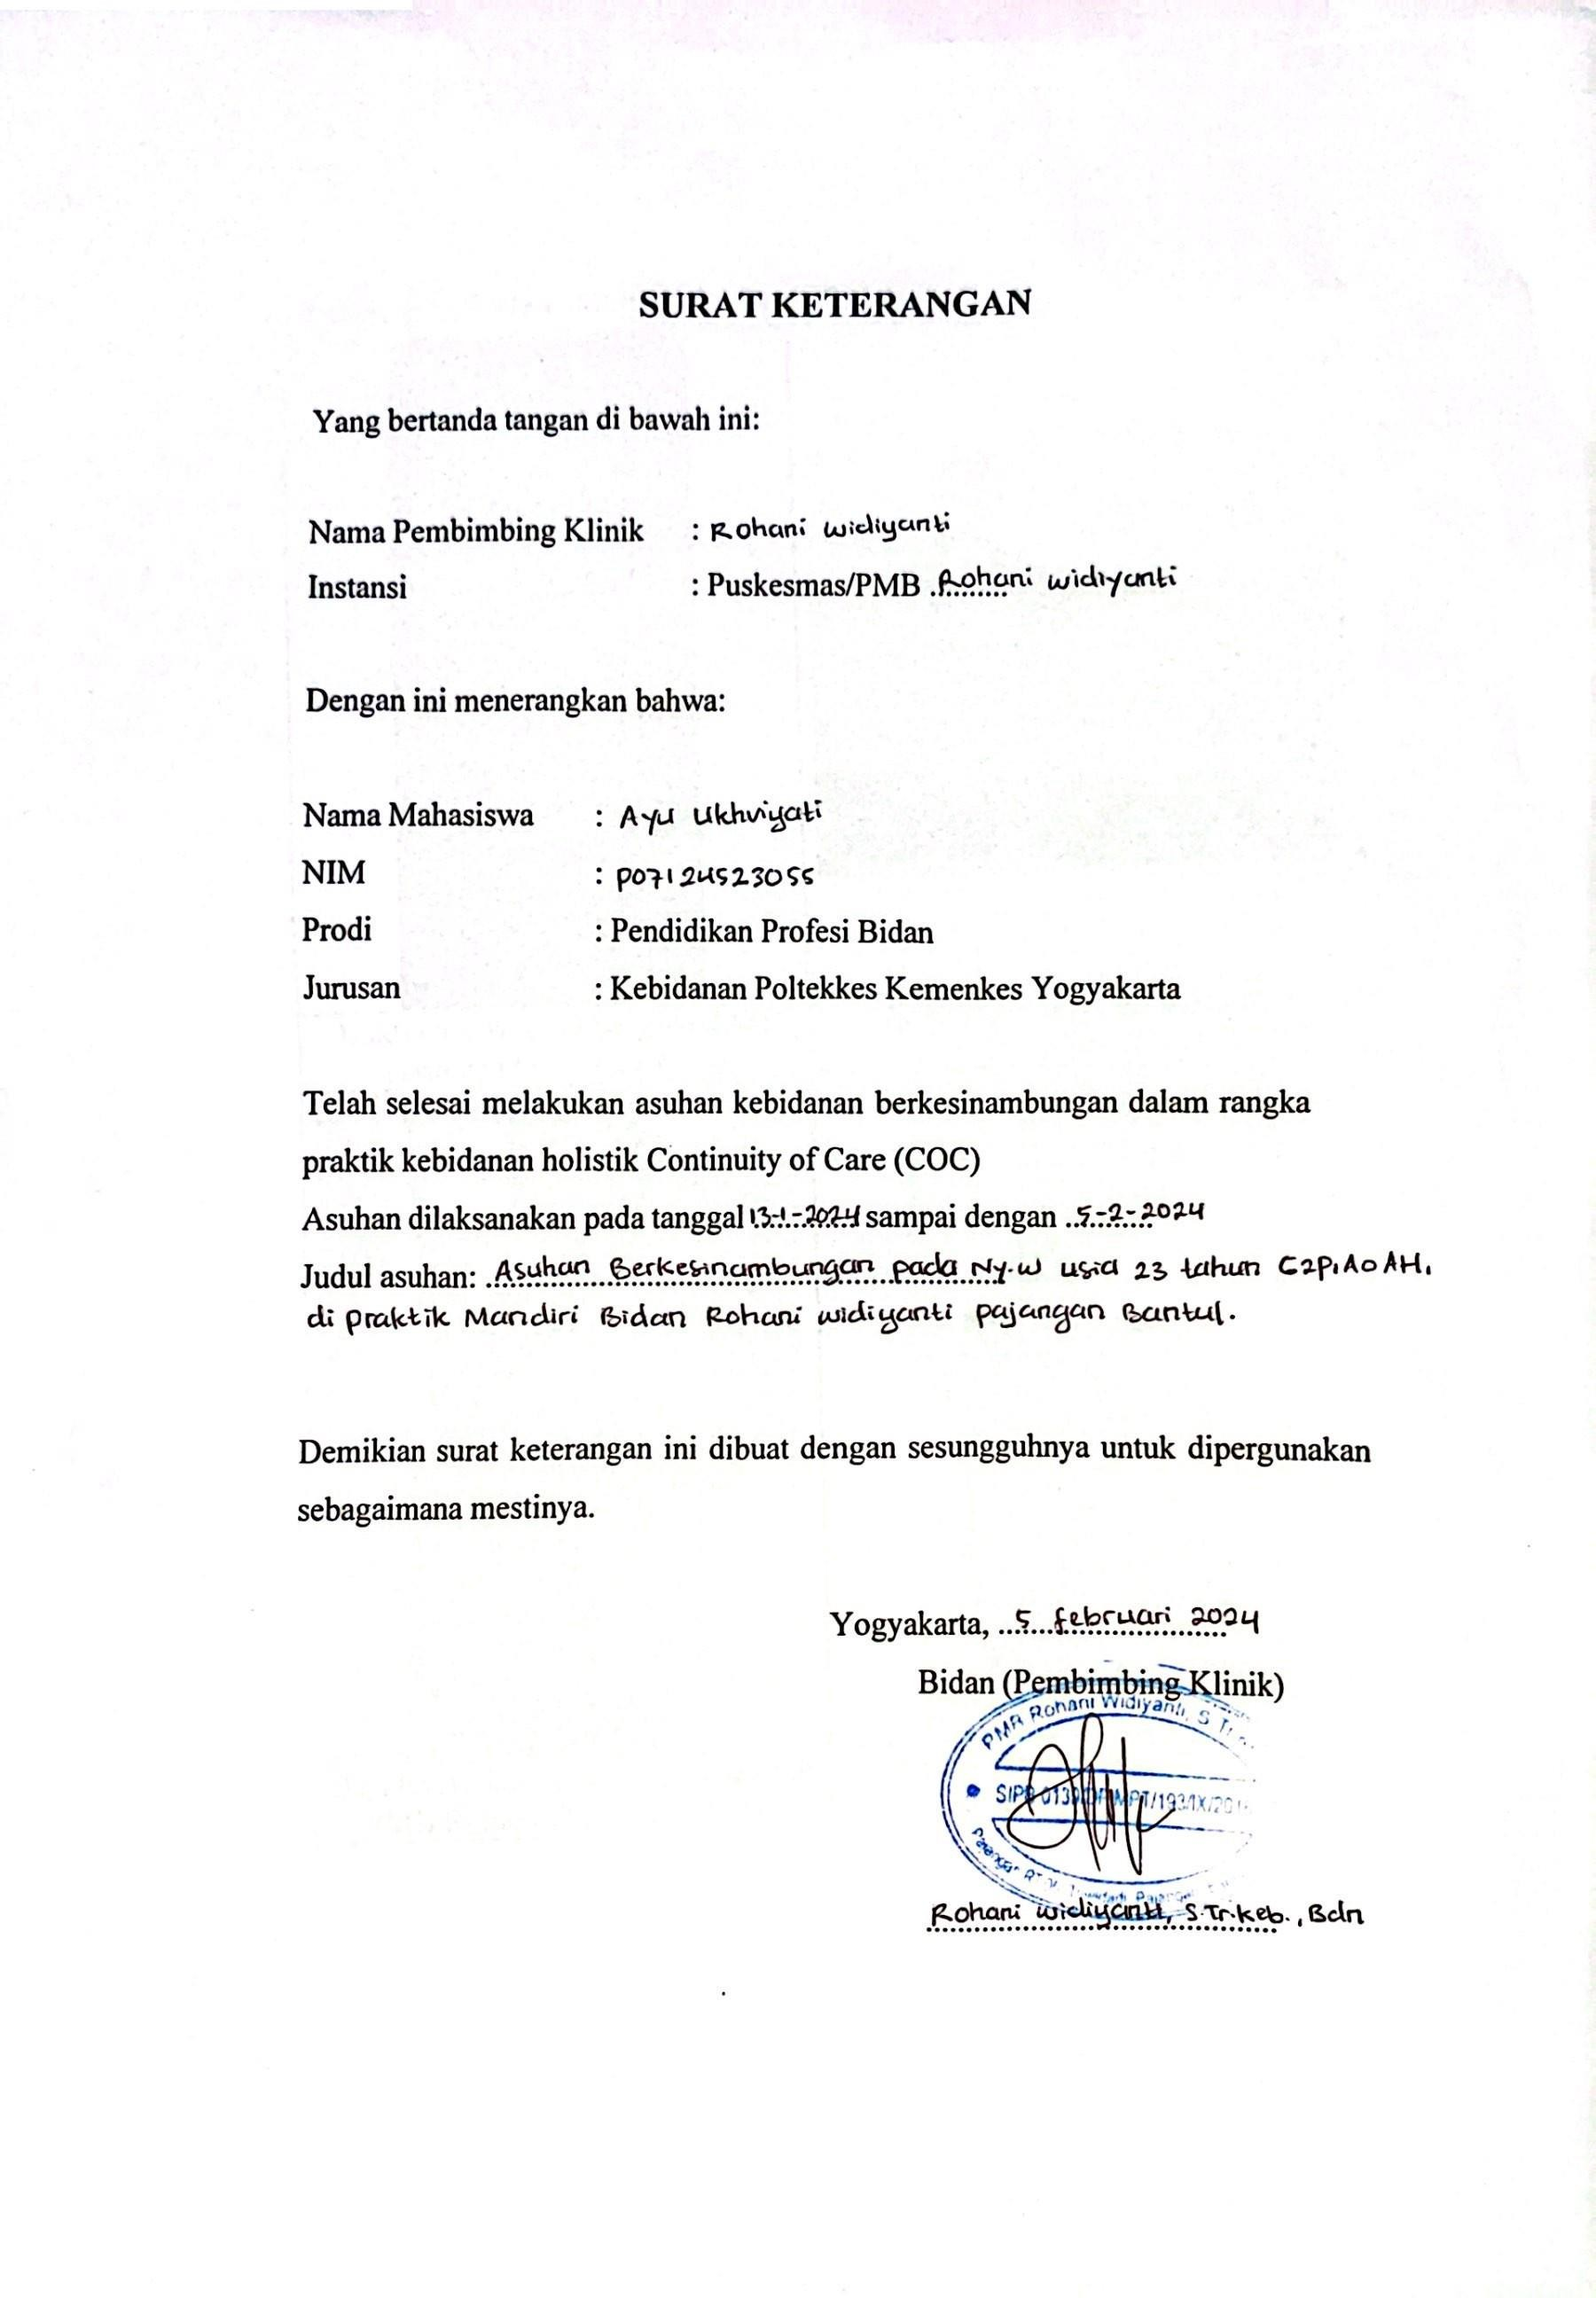 SURAT KETERANGAN
Yang bertanda tangan di bawah ini:
Nama Pembimbing Klinik : Rohani Widiyanti
Instansi : Puskesmas/PMB Rohani Widiyanti
Dengan ini menerangkan bahwa:
Nama Mahasiswa : Ayu Ukhviyati
NIM : P07124523055
Prodi : Pendidikan Profesi Bidan
Jurusan : Kebidanan Poltekkes Kemenkes Yogyakarta
Telah selesai melakukan asuhan kebidanan berkesinambungan dalam rangka
praktik kebidanan holistik Continuity of Care (COC)
Asuhan dilaksanakan pada tanggal 13-1-2024 sampai dengan 5-2-2024
Judul asuhan: Asuhan Berkesinambungan pada Ny.W usia 23 tahun G2P1A0AH1
di Praktik Mandiri Bidan Rohani Widiyanti Pajangan Bantul.
Demikian surat keterangan ini dibuat dengan sesungguhnya untuk dipergunakan
sebagaimana mestinya.
Yogyakarta, 5 februari 2024
Bidan (Pembimbing Klinik)
PMB Rohani Widiyanti, S
Rohani Widiyanti, S.Tr.Keb., Bdn